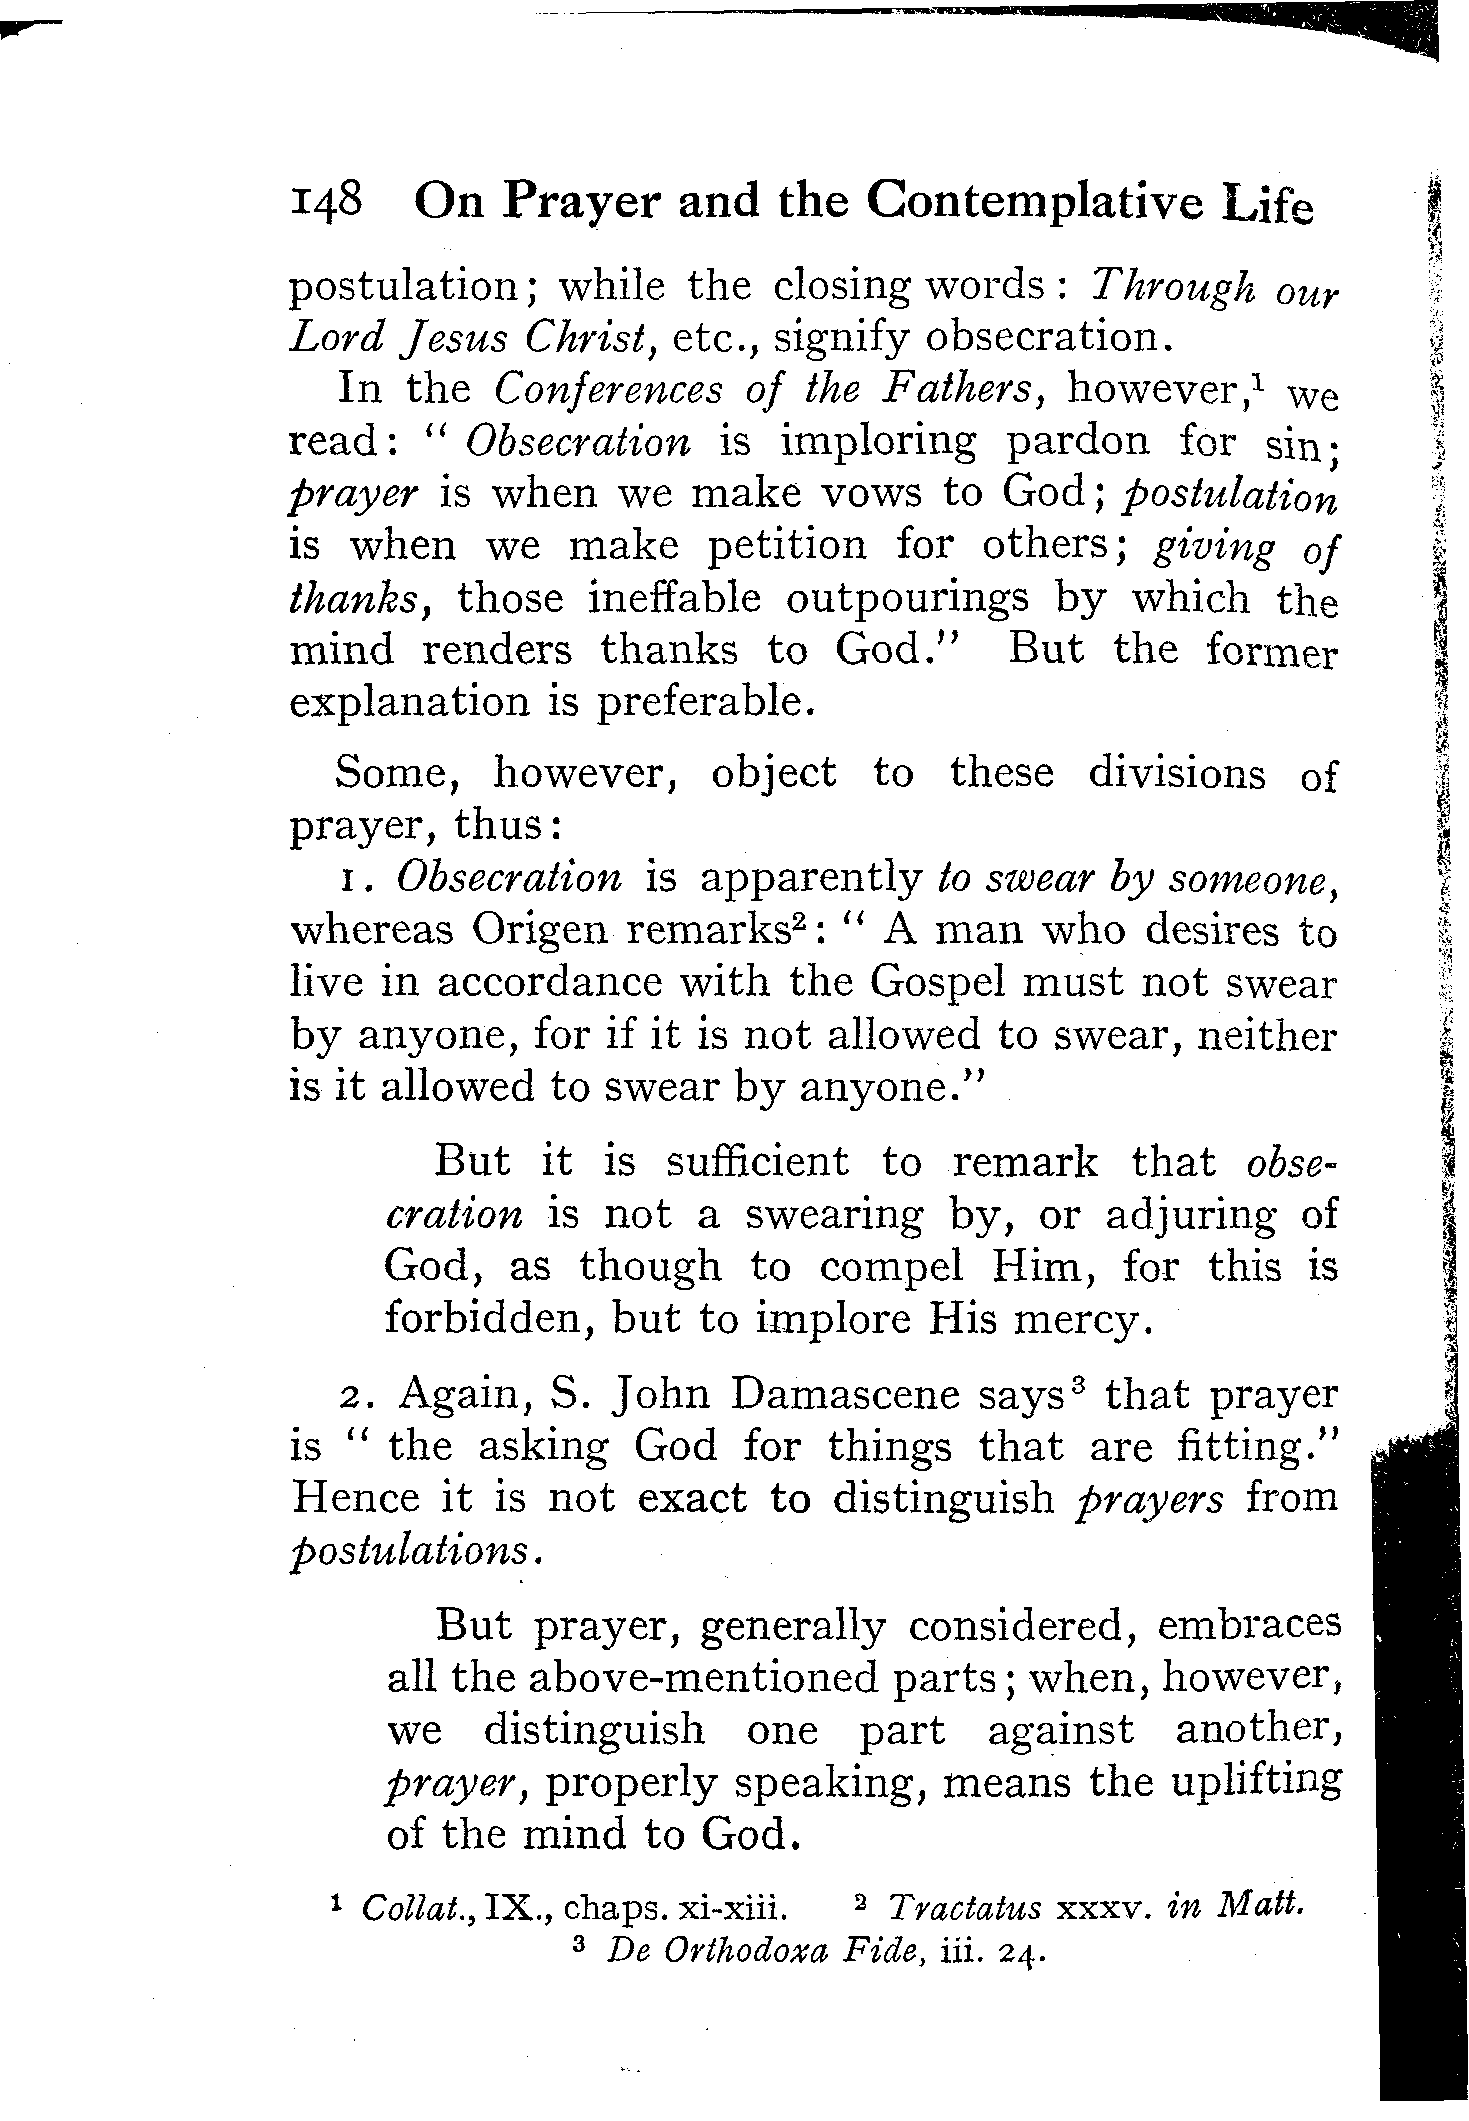 148 On Prayer and the Contemplative Life
postulation; while the closing words: Through our
Lord Jesus Christ, etc., signify obsecration.
In the Conferences of the Fathers, however,¹ we
read: “ Obsecration is imploring pardon for sin;
prayer is when we make vows to God; postulation
is when we make petition for others; giving of
thanks, those ineffable outpourings by which the
mind renders thanks to God.” But the former
explanation is preferable.
Some, however, object to these divisions of
prayer, thus:
1. Obsecration is apparently to swear by someone,
whereas Origen remarks²: “ A man who desires to
live in accordance with the Gospel must not swear
by anyone, for if it is not allowed to swear, neither
is it allowed to swear by anyone.”
But it is sufficient to remark that obse-
cration is not a swearing by, or adjuring of
God, as though to compel Him, for this is
forbidden, but to implore His mercy.
2. Again, S. John Damascene says³ that prayer
is “ the asking God for things that are fitting.”
Hence it is not exact to distinguish prayers from
postulations.
But prayer, generally considered, embraces
all the above-mentioned parts; when, however,
we distinguish one part against another,
prayer, properly speaking, means the uplifting
of the mind to God.
¹ Collat., IX., chaps. xi-xiii. ² Tractatus xxxv. in Matt.
³ De Orthodoxa Fide, iii. 24.